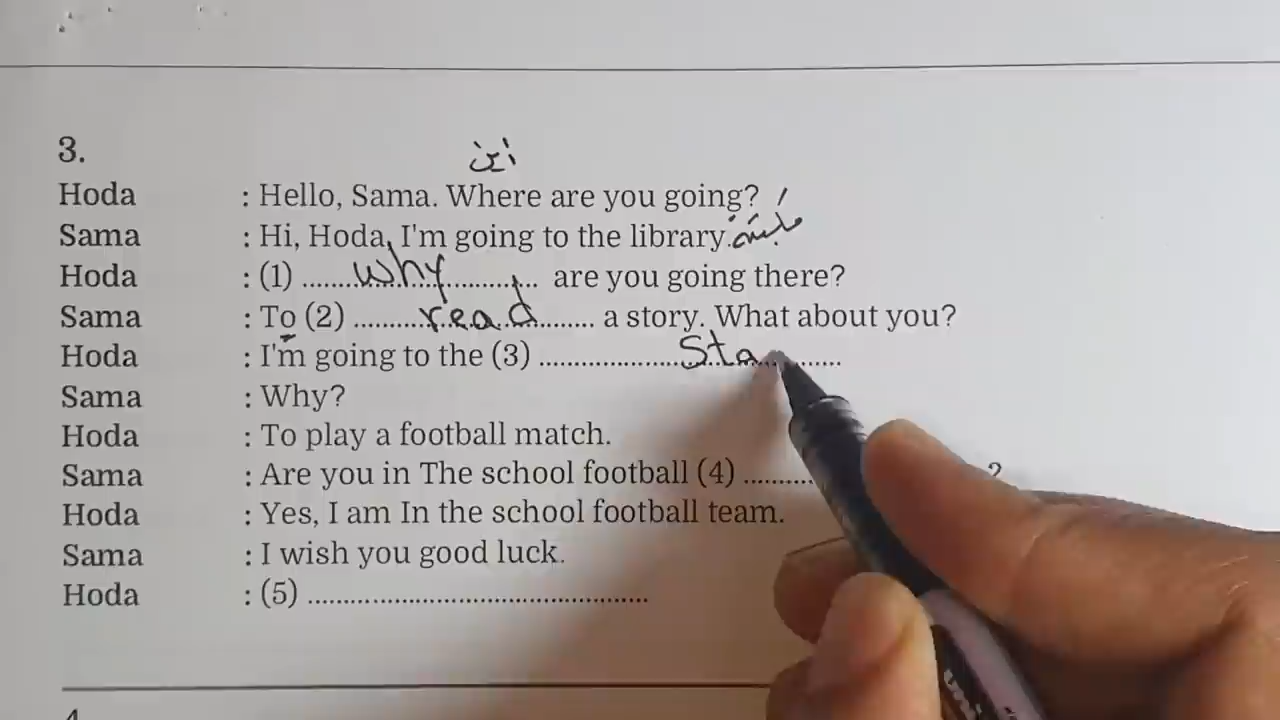 3.
أين
Hoda : Hello, Sama. Where are you going?
Sama : Hi, Hoda, I'm going to the library.
Hoda : (1) ........why............ are you going there?
Sama : To (2) .........read......... a story. What about you?
Hoda : I'm going to the (3) ....................Sta..........
Sama : Why?
Hoda : To play a football match.
Sama : Are you in The school football (4) .......... ?
Hoda : Yes, I am In the school football team.
Sama : I wish you good luck.
Hoda : (5) ................................................